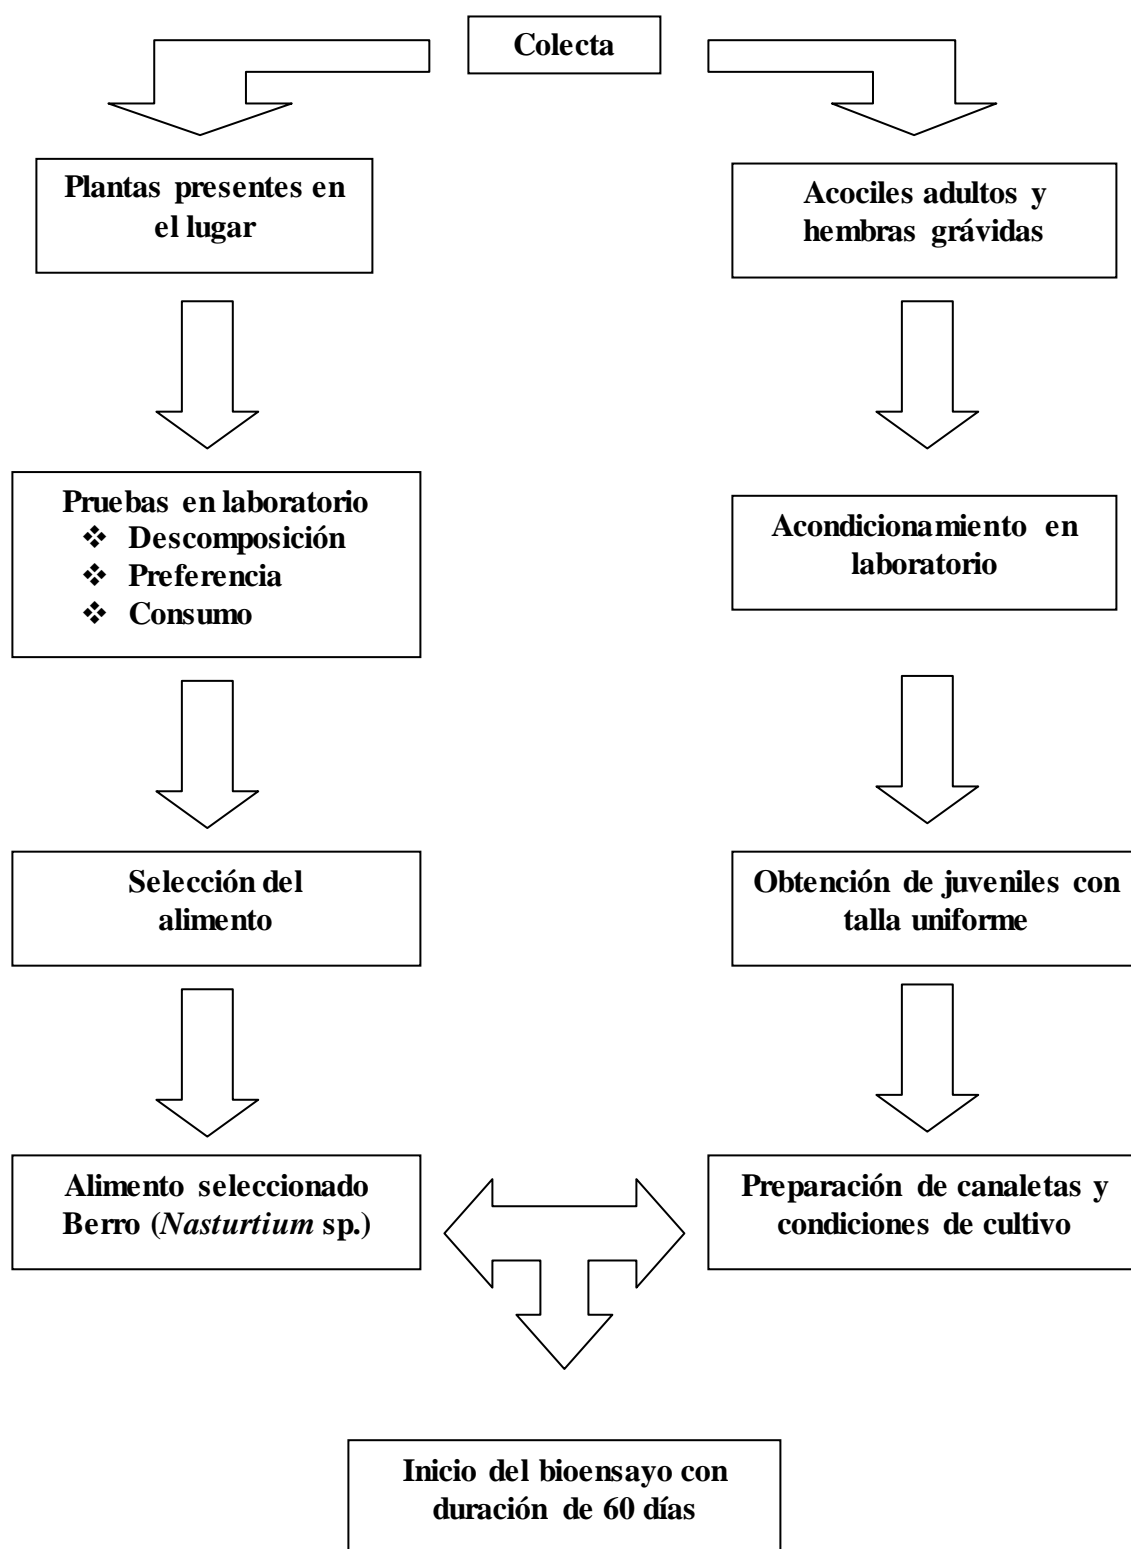 Colecta
Plantas presentes en
el lugar
Acociles adultos y
hembras grávidas
Pruebas en laboratorio
❖ Descomposición
❖ Preferencia
❖ Consumo
Acondicionamiento en
laboratorio
Selección del
alimento
Obtención de juveniles con
talla uniforme
Alimento seleccionado
Berro (Nasturtium sp.)
Preparación de canaletas y
condiciones de cultivo
Inicio del bioensayo con
duración de 60 días